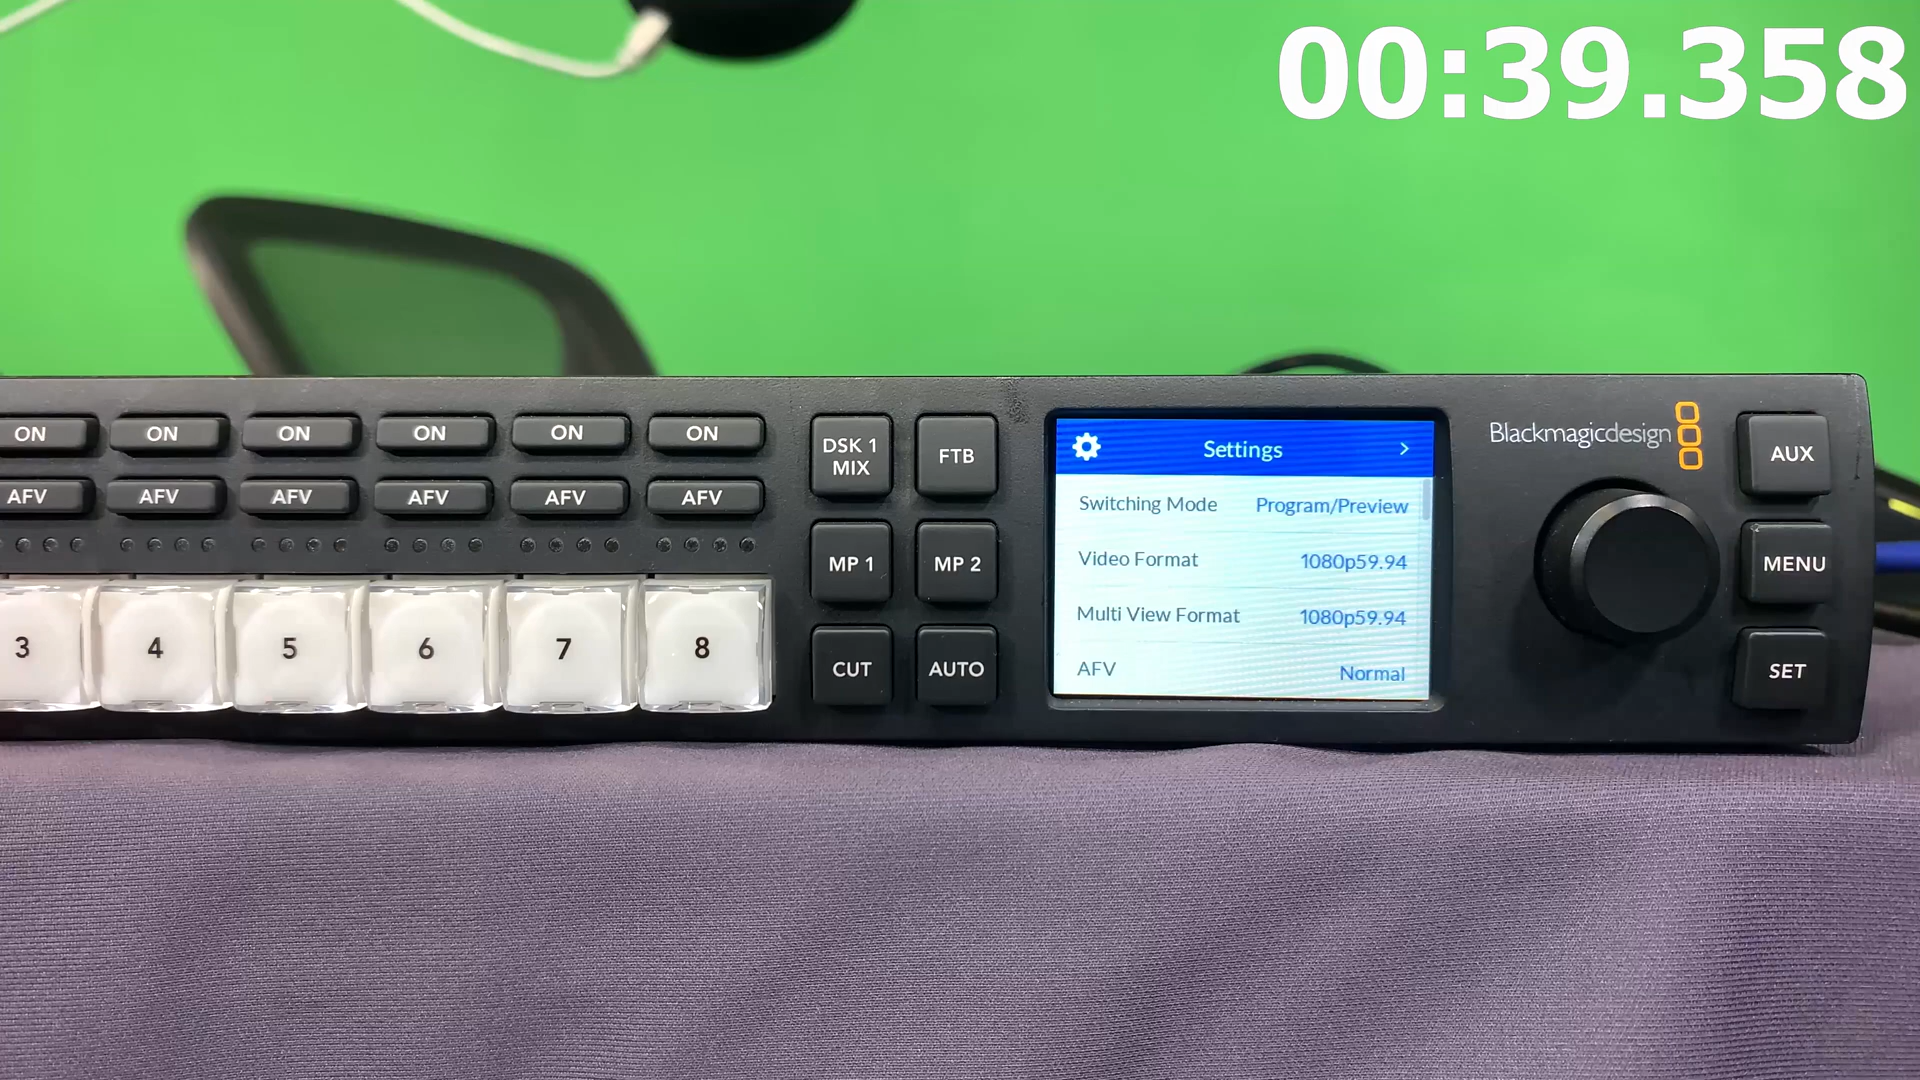 00:39.358
ON ON ON ON ON ON
AFV AFV AFV AFV AFV AFV
3 4 5 6 7 8
DSK 1 MIX
FTB
MP 1
MP 2
CUT
AUTO
Settings
Switching Mode Program/Preview
Video Format 1080p59.94
Multi View Format 1080p59.94
AFV Normal
Blackmagicdesign
AUX
MENU
SET